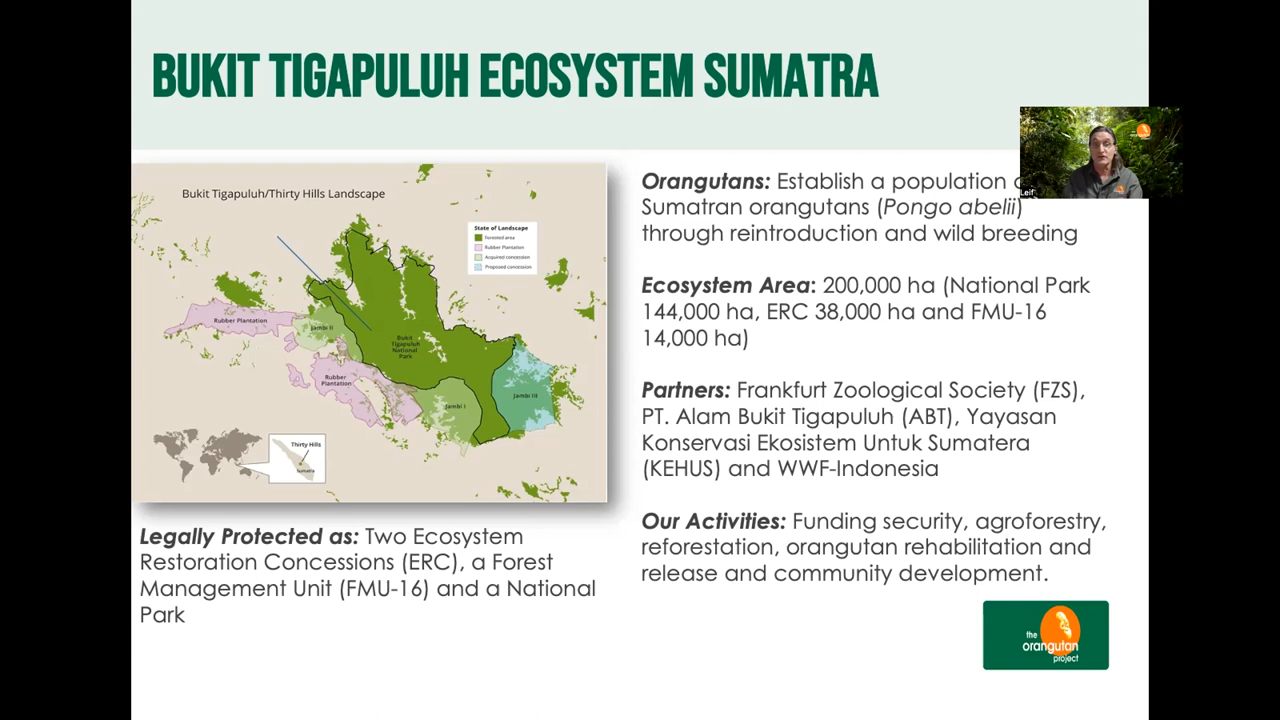 BUKIT TIGAPULUH ECOSYSTEM SUMATRA
Bukit Tigapuluh/Thirty Hills Landscape
State of Landscape
Forested area
Rubber Plantation
Acquired concession
Proposed concession
Rubber Plantation
Jambi II
Bukit
Tigapuluh
National
Park
Rubber
Plantation
Jambi I
Jambi III
Thirty Hills
Sumatra
Legally Protected as: Two Ecosystem
Restoration Concessions (ERC), a Forest
Management Unit (FMU-16) and a National
Park
Leif
Orangutans: Establish a population
Sumatran orangutans (Pongo abelii)
through reintroduction and wild breeding
Ecosystem Area: 200,000 ha (National Park
144,000 ha, ERC 38,000 ha and FMU-16
14,000 ha)
Partners: Frankfurt Zoological Society (FZS),
PT. Alam Bukit Tigapuluh (ABT), Yayasan
Konservasi Ekosistem Untuk Sumatera
(KEHUS) and WWF-Indonesia
Our Activities: Funding security, agroforestry,
reforestation, orangutan rehabilitation and
release and community development.
the
orangutan
project